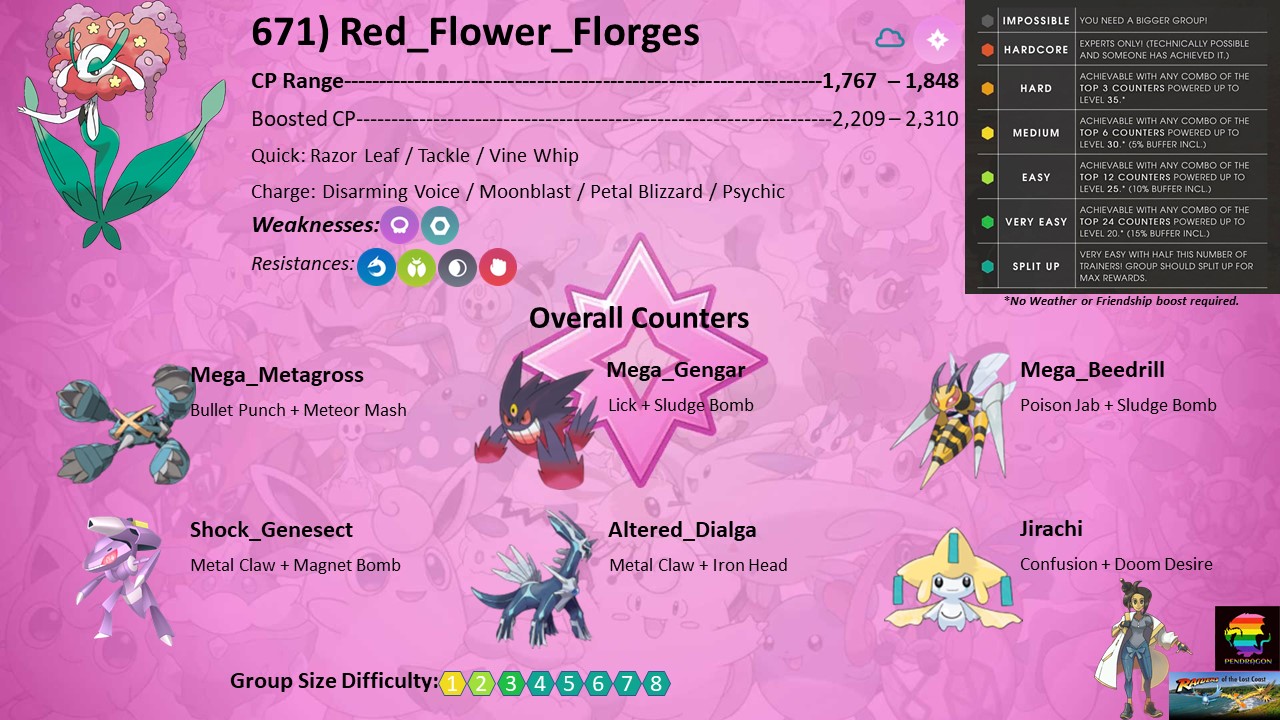 671) Red_Flower_Florges
CP Range--------------------------------------------------------------------1,767 – 1,848
Boosted CP--------------------------------------------------------------------2,209 – 2,310
Quick: Razor Leaf / Tackle / Vine Whip
Charge: Disarming Voice / Moonblast / Petal Blizzard / Psychic
Weaknesses:
Resistances:
IMPOSSIBLE YOU NEED A BIGGER GROUP!
HARDCORE EXPERTS ONLY! (TECHNICALLY POSSIBLE
AND SOMEONE HAS ACHIEVED IT.)
HARD ACHIEVABLE WITH ANY COMBO OF THE
TOP 3 COUNTERS POWERED UP TO
LEVEL 35.*
MEDIUM ACHIEVABLE WITH ANY COMBO OF THE
TOP 6 COUNTERS POWERED UP TO
LEVEL 30.* (5% BUFFER INCL.)
EASY ACHIEVABLE WITH ANY COMBO OF THE
TOP 12 COUNTERS POWERED UP TO
LEVEL 25.* (10% BUFFER INCL.)
VERY EASY ACHIEVABLE WITH ANY COMBO OF THE
TOP 24 COUNTERS POWERED UP TO
LEVEL 20.* (15% BUFFER INCL.)
SPLIT UP VERY EASY WITH HALF THIS NUMBER OF
TRAINERS! GROUP SHOULD SPLIT UP FOR
MAX REWARDS.
*No Weather or Friendship boost required.
Overall Counters
Mega_Metagross
Bullet Punch + Meteor Mash
Mega_Gengar
Lick + Sludge Bomb
Mega_Beedrill
Poison Jab + Sludge Bomb
Shock_Genesect
Metal Claw + Magnet Bomb
Altered_Dialga
Metal Claw + Iron Head
Jirachi
Confusion + Doom Desire
Group Size Difficulty: 1 2 3 4 5 6 7 8
PENDRAGON
RAIDERS of the Lost Coast